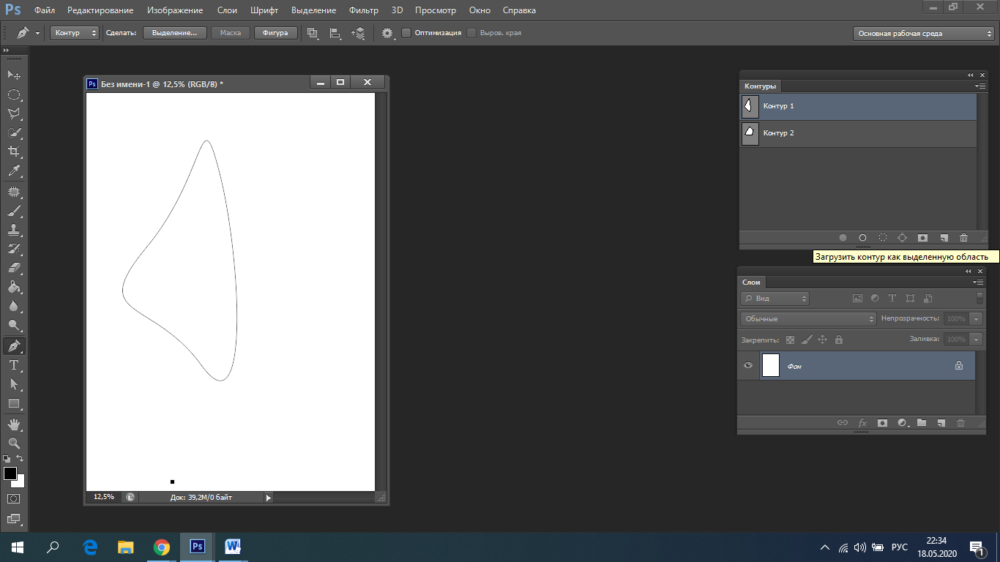 Ps Файл Редактирование Изображение Слои Шрифт Выделение Фильтр 3D Просмотр Окно Справка
Контур Сделать: Выделение... Маска Фигура Оптимизация Выров. края Основная рабочая среда
Ps Без имени-1 @ 12,5% (RGB/8) *
Контуры
Контур 1
Контур 2
Загрузить контур как выделенную область
Слои
Вид
Обычные Непрозрачность: 100%
Закрепить: Заливка: 100%
Фон
fx
T
12,5% Док: 39,2M/0 байт
Ps
РУС
22:34
18.05.2020
1